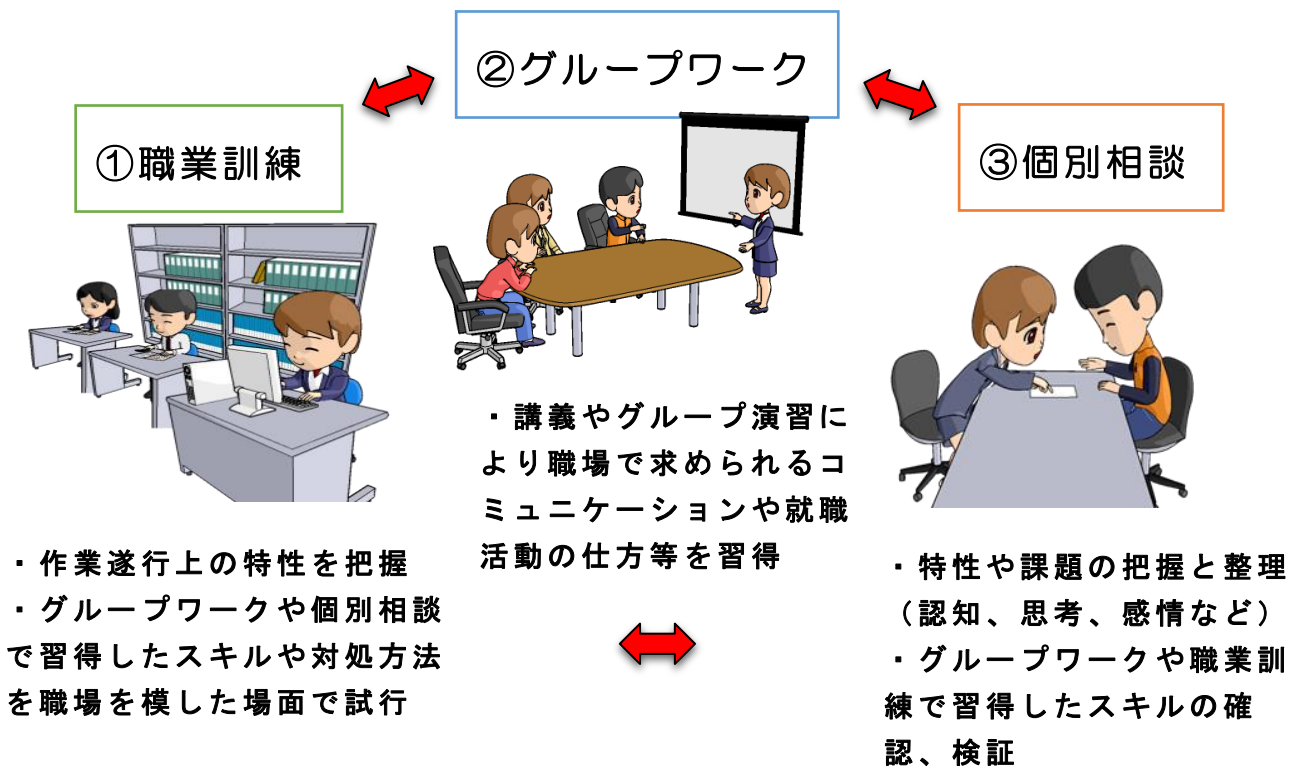 ①職業訓練
・作業遂行上の特性を把握
・グループワークや個別相談
で習得したスキルや対処方法
を職場を模した場面で試行
②グループワーク
・講義やグループ演習に
より職場で求められるコ
ミュニケーションや就職
活動の仕方等を習得
③個別相談
・特性や課題の把握と整理
（認知、思考、感情など）
・グループワークや職業訓
練で習得したスキルの確
認、検証